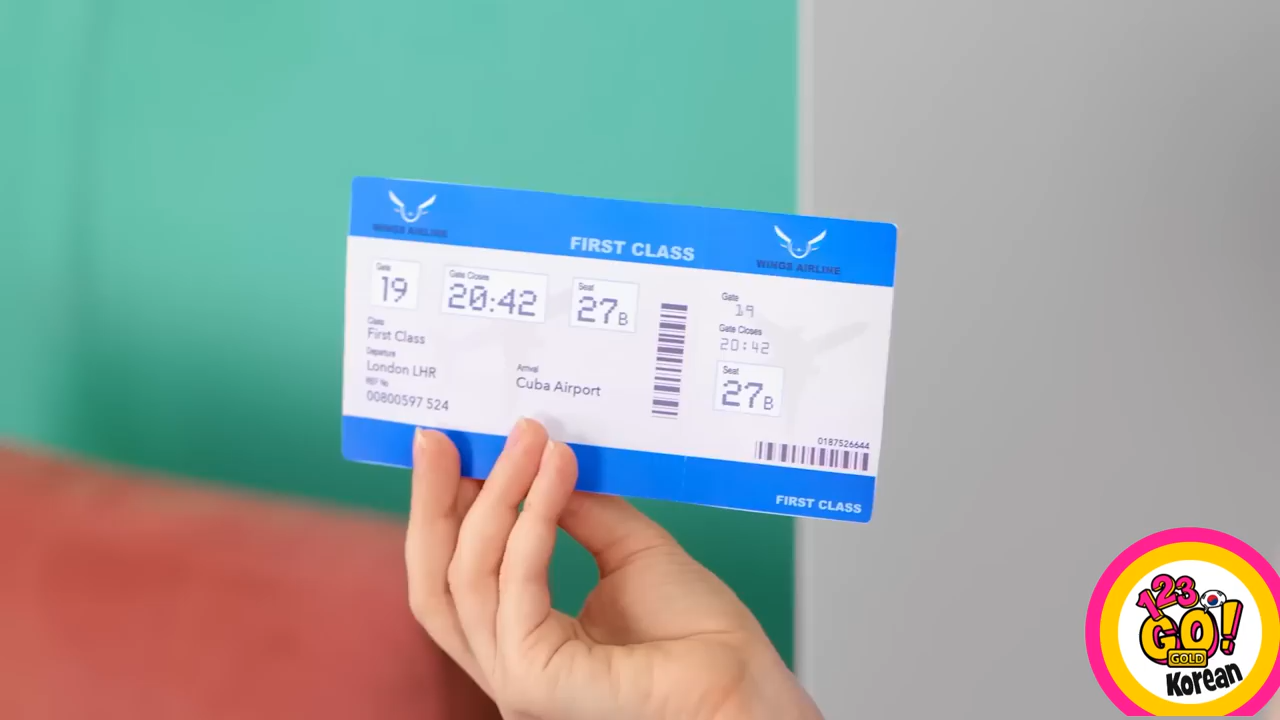 WINGS AIRLINE
FIRST CLASS
WINGS AIRLINE
Gate
19
Gate Closes
20:42
Seat
27B
Class
First Class
Departure
London LHR
REF No
00800597 524
Arrival
Cuba Airport
Gate
19
Gate Closes
20:42
Seat
27B
0187526644
FIRST CLASS
123
GO!
GOLD
Korean